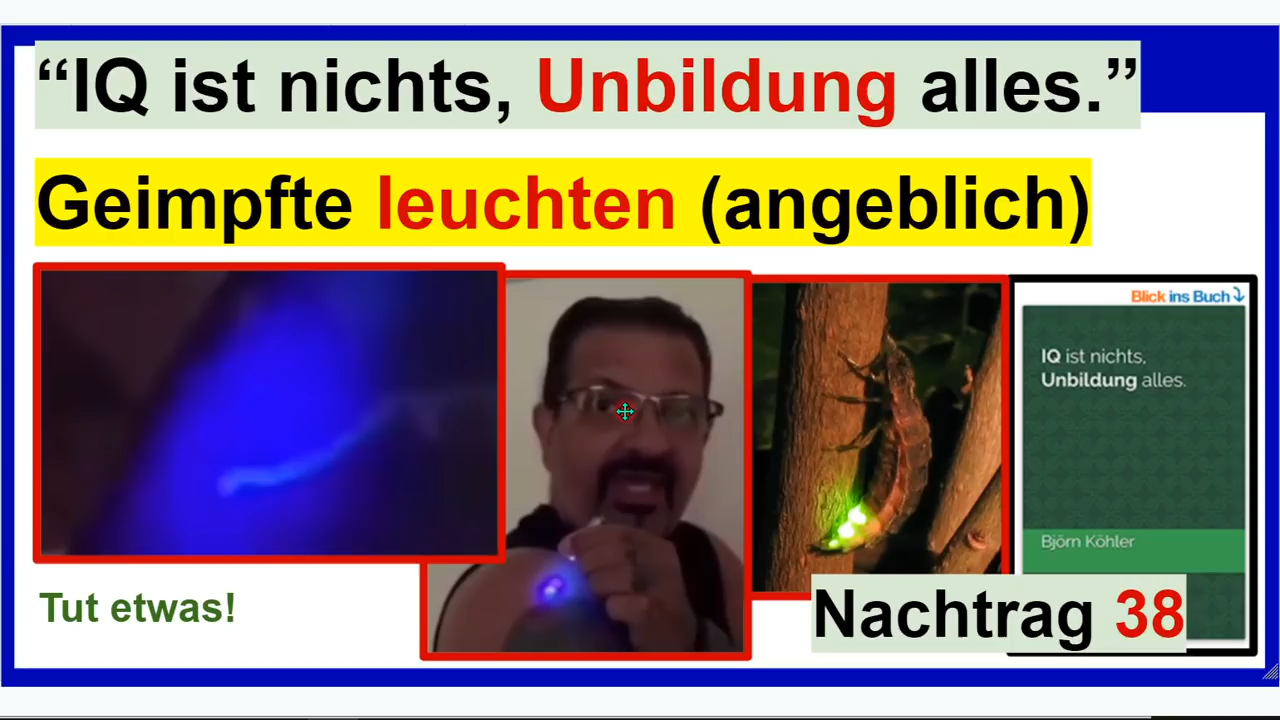 “IQ ist nichts, Unbildung alles.”
Geimpfte leuchten (angeblich)
Blick ins Buch
IQ ist nichts,
Unbildung alles.
Björn Köhler
Tut etwas!
Nachtrag 38